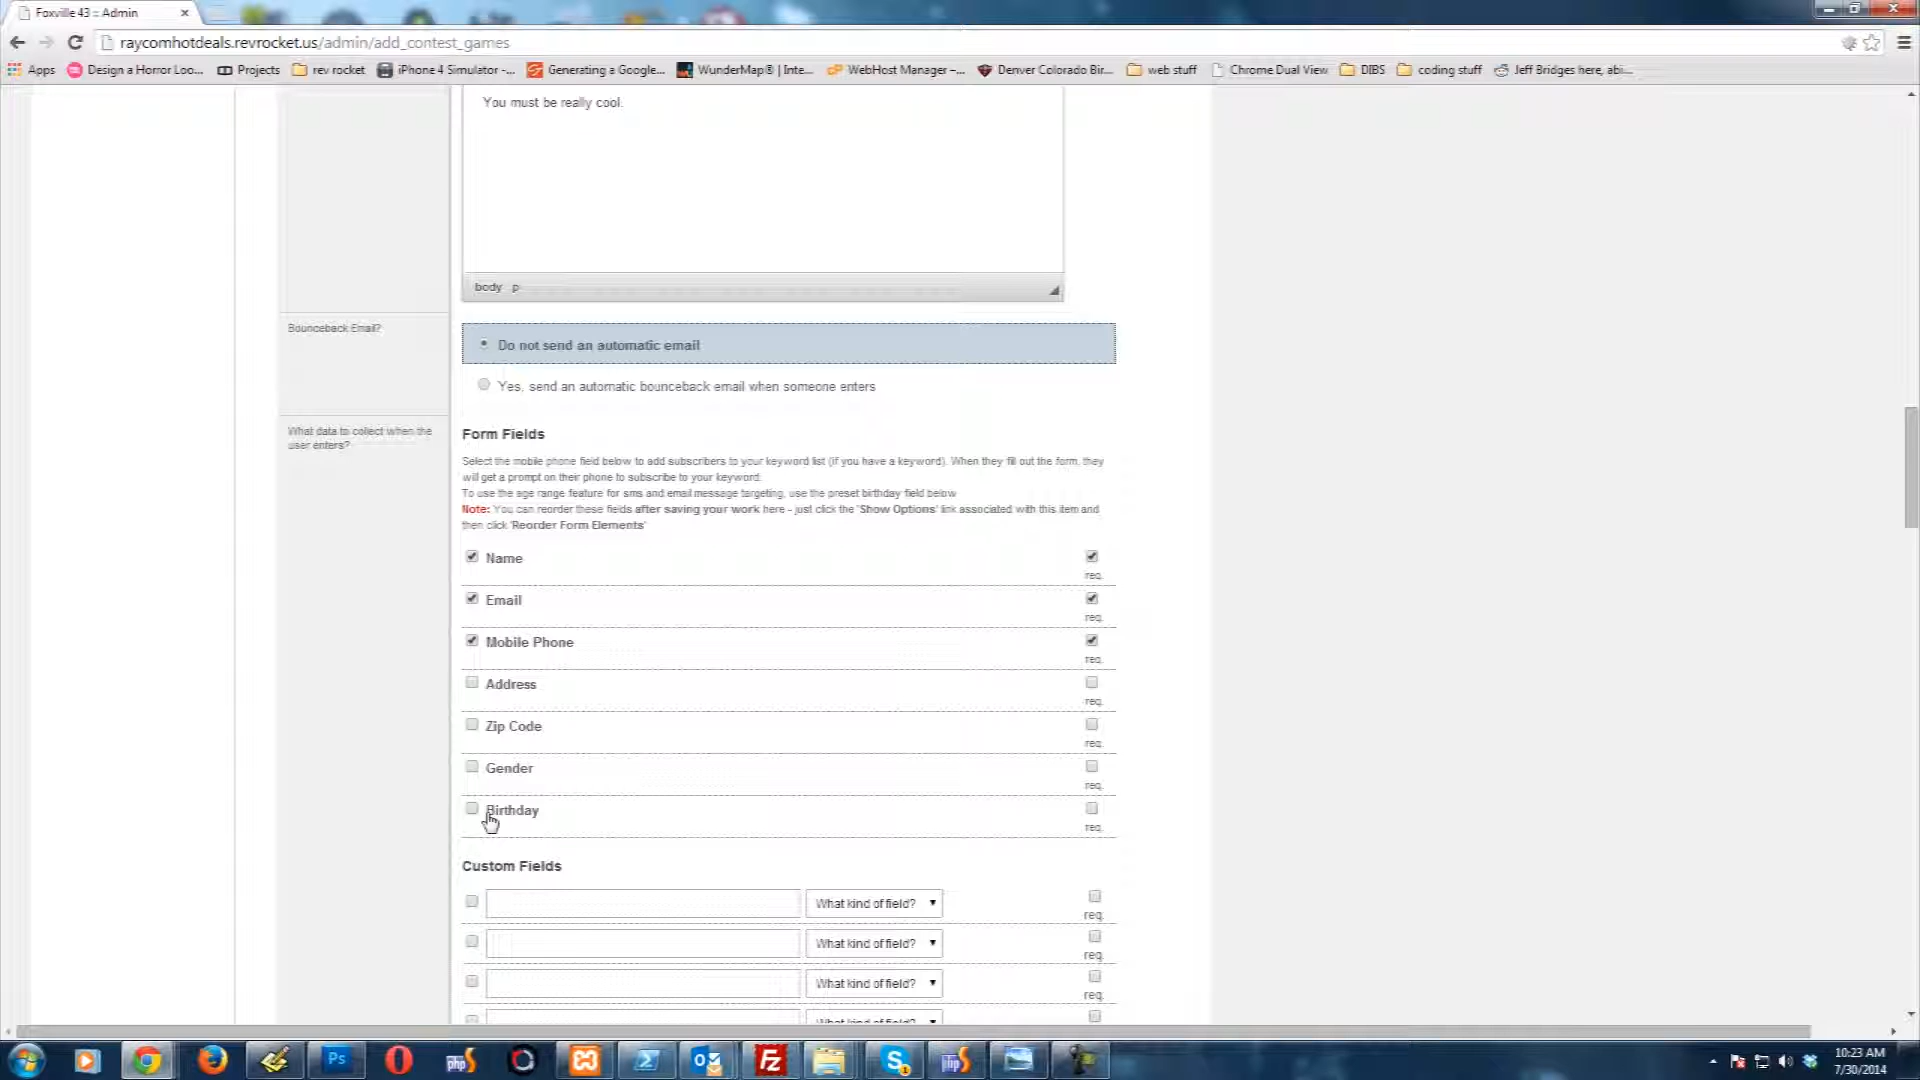 Foxville 43 :: Admin
raycomhotdeals.revrocket.us/admin/add_contest_games
Apps Design a Horror Loo... Projects rev rocket iPhone 4 Simulator -... Generating a Google... WunderMap® | Inte... WebHost Manager -... Denver Colorado Bir... web stuff Chrome Dual View DIBS coding stuff Jeff Bridges here, abi...
You must be really cool.
body p
Bounceback Email?
Do not send an automatic email
Yes, send an automatic bounceback email when someone enters
What data to collect when the
user enters?
Form Fields
Select the mobile phone field below to add subscribers to your keyword list (if you have a keyword). When they fill out the form, they
will get a prompt on their phone to subscribe to your keyword.
To use the age range feature for sms and email message targeting, use the preset birthday field below
Note: You can reorder these fields after saving your work here - just click the 'Show Options' link associated with this item and
then click 'Reorder Form Elements'
Name
req.
Email
req.
Mobile Phone
req.
Address
req.
Zip Code
req.
Gender
req.
Birthday
req.
Custom Fields
What kind of field?
req.
What kind of field?
req.
What kind of field?
req.
What kind of field?
Ps
php
FZ
10:23 AM
7/30/2014